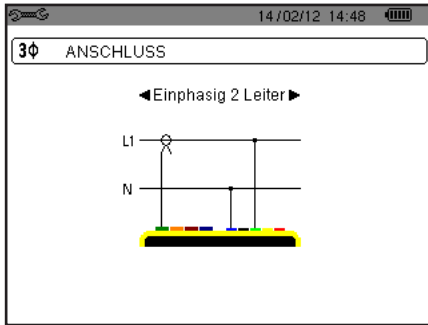 14/02/12 14:48
3Φ ANSCHLUSS
◄Einphasig 2 Leiter►
L1
N